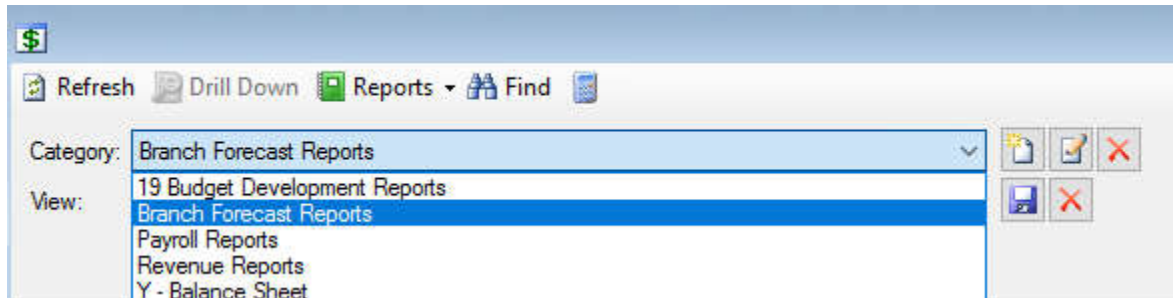 Refresh Drill Down Reports Find
Category: Branch Forecast Reports
View:
19 Budget Development Reports
Branch Forecast Reports
Payroll Reports
Revenue Reports
Y - Balance Sheet